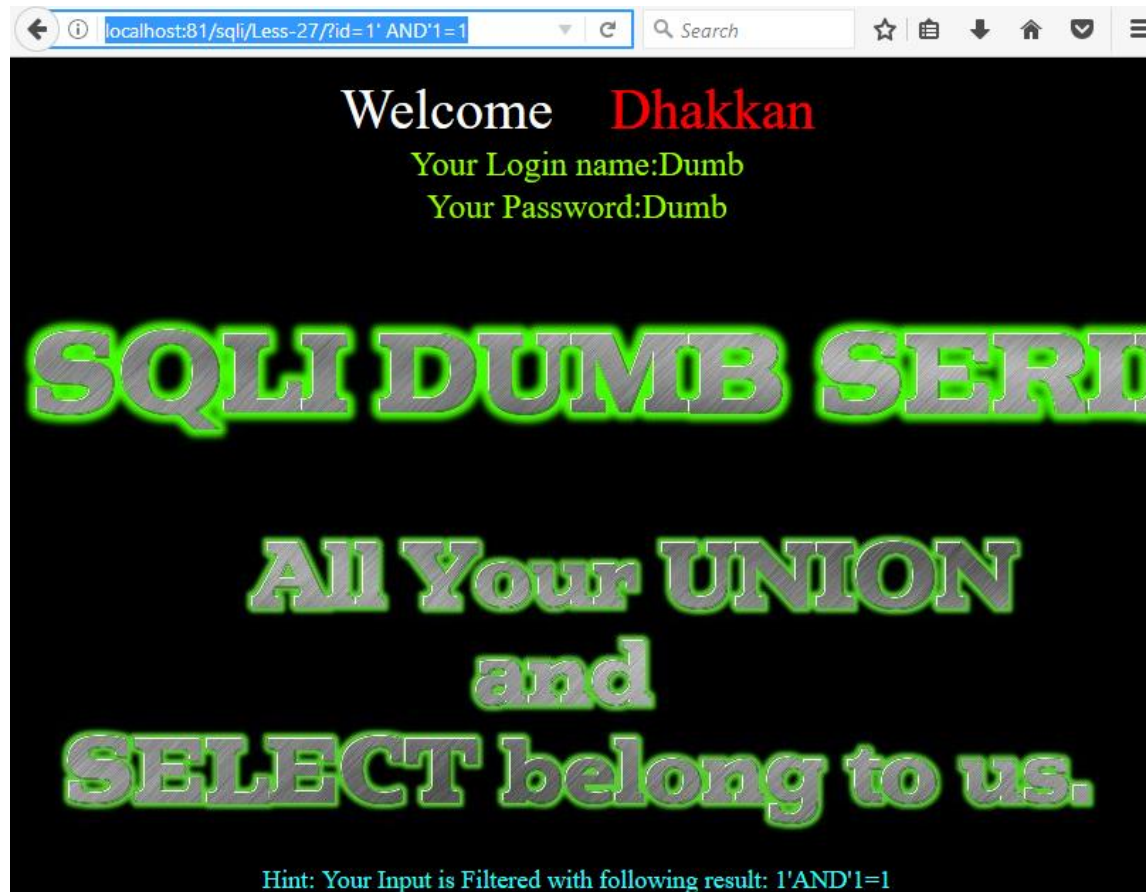 localhost:81/sqli/Less-27/?id=1' AND'1=1
Search
Welcome Dhakkan
Your Login name:Dumb
Your Password:Dumb
SQLI DUMB SERI
All Your UNION
and
SELECT belong to us.
Hint: Your Input is Filtered with following result: 1'AND'1=1